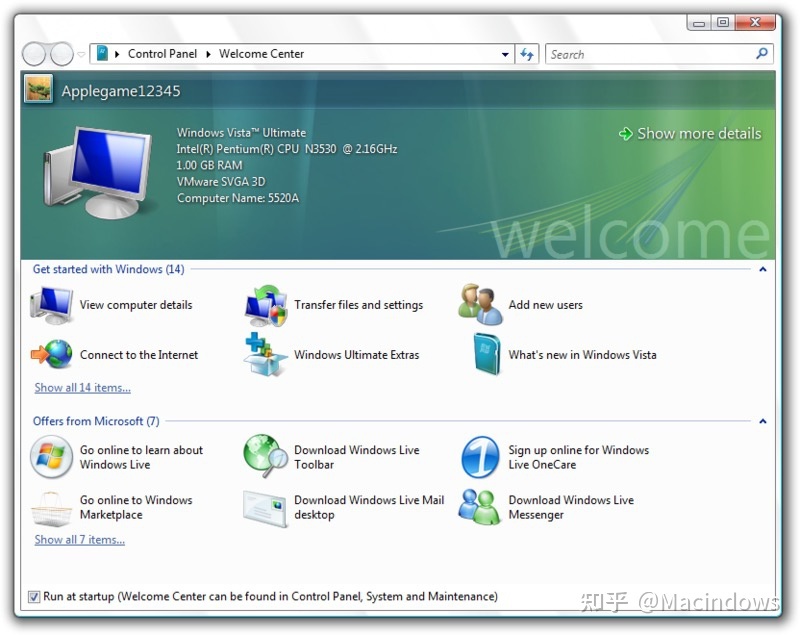 Control Panel
Welcome Center
Search
Applegame12345
Windows Vista™ Ultimate
Intel(R) Pentium(R) CPU N3530 @ 2.16GHz
1.00 GB RAM
VMware SVGA 3D
Computer Name: 5520A
Show more details
welcome
Get started with Windows (14)
View computer details
Transfer files and settings
Add new users
Connect to the Internet
Windows Ultimate Extras
What's new in Windows Vista
Show all 14 items...
Offers from Microsoft (7)
Go online to learn about
Windows Live
Download Windows Live
Toolbar
Sign up online for Windows
Live OneCare
Go online to Windows
Marketplace
Download Windows Live Mail
desktop
Download Windows Live
Messenger
Show all 7 items...
Run at startup (Welcome Center can be found in Control Panel, System and Maintenance)
知乎 @Macindows